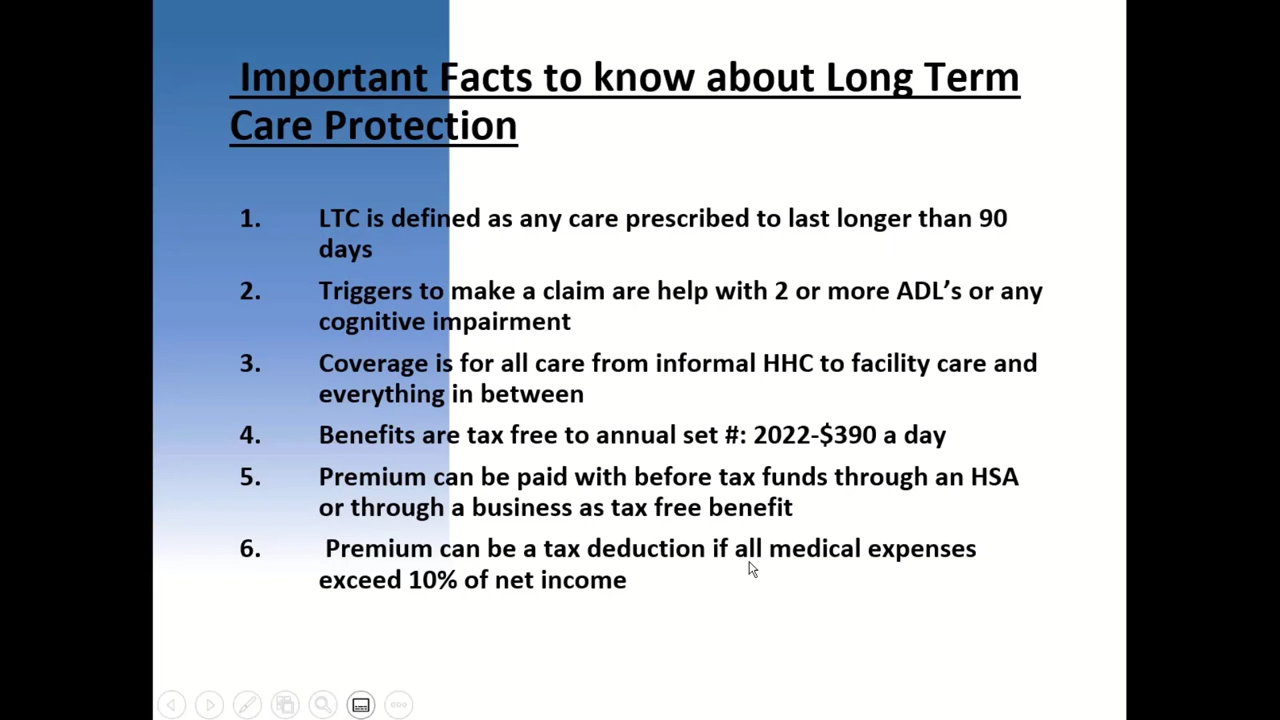 Important Facts to know about Long Term
Care Protection
1. LTC is defined as any care prescribed to last longer than 90
days
2. Triggers to make a claim are help with 2 or more ADL’s or any
cognitive impairment
3. Coverage is for all care from informal HHC to facility care and
everything in between
4. Benefits are tax free to annual set #: 2022-$390 a day
5. Premium can be paid with before tax funds through an HSA
or through a business as tax free benefit
6. Premium can be a tax deduction if all medical expenses
exceed 10% of net income